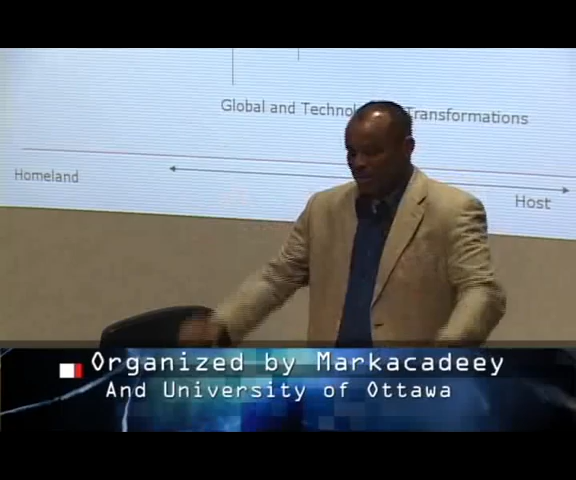 Global and Transformations
Homeland
Host
Organized by Markacadeey
And University of Ottawa